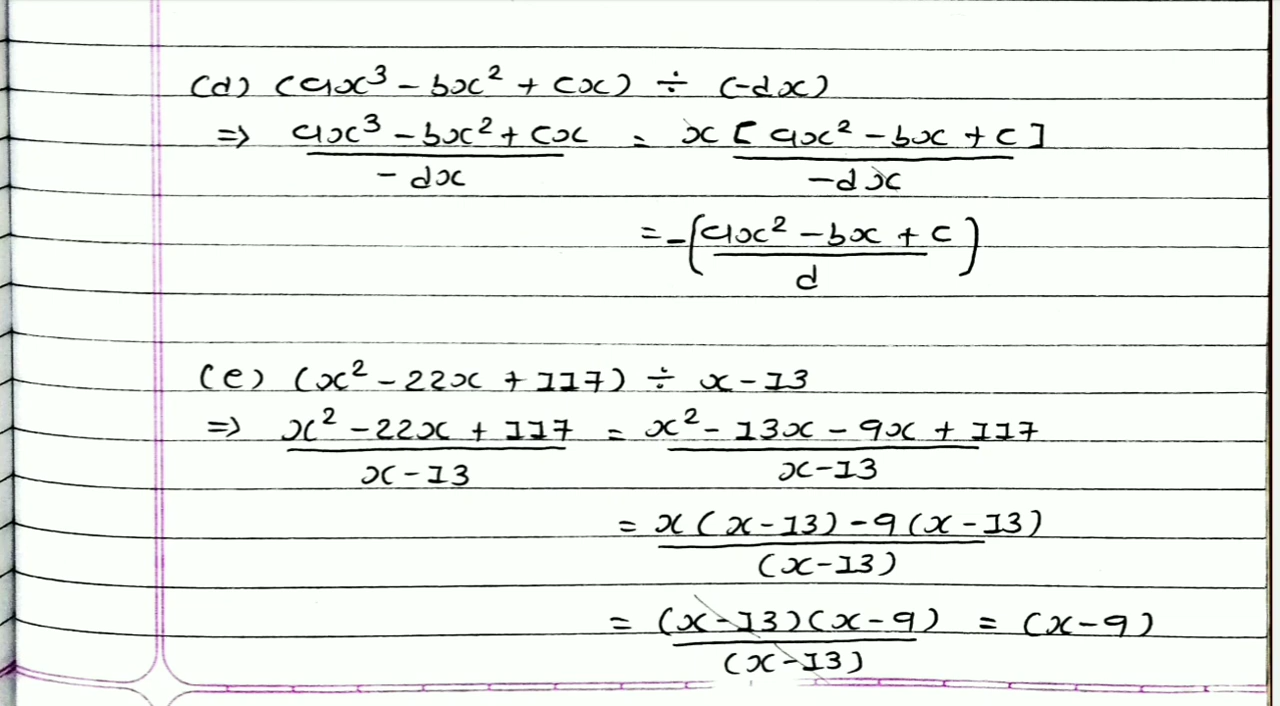 (d) (ax³ - bx² + cx) ÷ (-dx)
⇒ (ax³ - bx² + cx)/(-dx) = x[ax² - bx + c]/(-dx)
= -(ax² - bx + c / d)
(e) (x² - 22x + 117) ÷ x - 13
⇒ (x² - 22x + 117)/(x - 13) = (x² - 13x - 9x + 117)/(x - 13)
= x(x - 13) - 9(x - 13) / (x - 13)
= (x - 13)(x - 9) / (x - 13) = (x - 9)